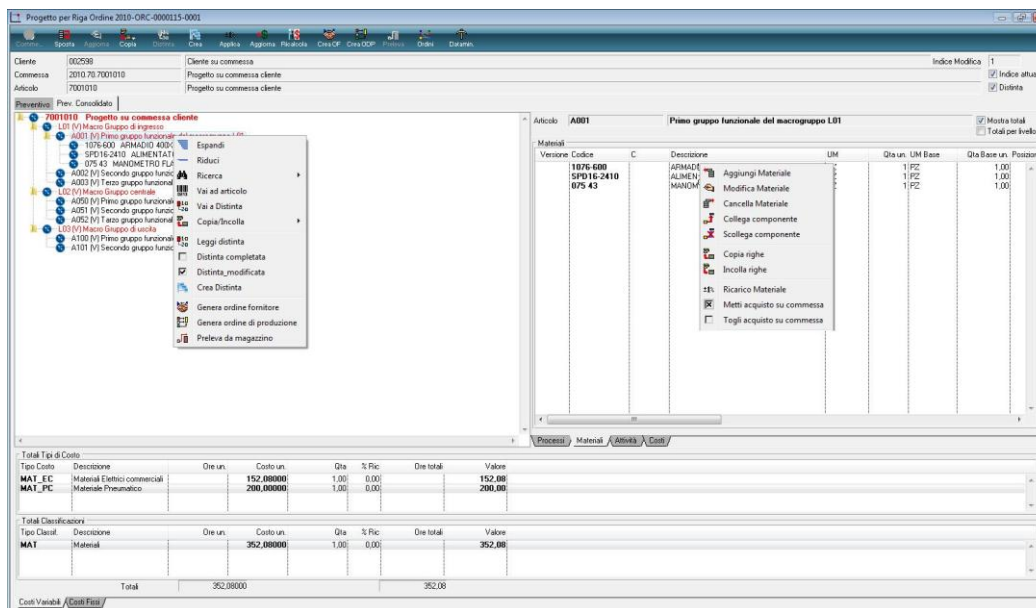 Progetto per Riga Ordine 2010-ORC-0000115-0001
Comme. Sposta Aggiorna Copia Distinta Crea Applica Aggiorna Ricalcola Crea OF Crea ODP Preleva Ordini Datamin.
Cliente 002598 Cliente su commessa Indice Modifica 1
Commessa 2010.70.7001010 Progetto su commessa cliente Indice attua
Articolo 7001010 Progetto su commessa cliente Distinta
Preventivo Prev. Consolidato
7001010 Progetto su commessa cliente
L01 (V) Macro Gruppo di ingresso
A001 (V) Primo gruppo funzionale del macrogruppo L01
1076-600 ARMADIO 400X
SPD16-2410 ALIMENTAT
075 43 MANOMETRO FLA
A002 (V) Secondo gruppo funzi
A003 (V) Terzo gruppo funzional
L02 (V) Macro Gruppo centrale
A050 (V) Primo gruppo funzional
A051 (V) Secondo gruppo funzi
A052 (V) Tarzo gruppo funzional
L03 (V) Macro Gruppo di uscita
A100 (V) Primo gruppo funzional
A101 (V) Secondo gruppo funzi
Espandi
Riduci
Ricerca
Vai ad articolo
Vai a Distinta
Copia/Incolla
Leggi distinta
Distinta completata
Distinta_modificata
Crea Distinta
Genera ordine fornitore
Genera ordine di produzione
Preleva da magazzino
Articolo A001 Primo gruppo funzionale del macrogruppo L01 Mostra totali
Totali per livello
Materiali
Versione Codice C Descrizione UM Qta un. UM Base Qta Base un. Posizion
1076-600 ARMAD 1 PZ 1,00
SPD16-2410 ALIMEN 1 PZ 1,00
075 43 MANOM 1 PZ 1,00
Aggiungi Materiale
Modifica Materiale
Cancella Materiale
Collega componente
Scollega componente
Copia righe
Incolla righe
Ricarico Materiale
Metti acquisto su commessa
Togli acquisto su commessa
Processi Materiali Attività Costi
Totali Tipi di Costo
Tipo Costo Descrizione Ore un. Costo un. Qta % Ric Ore totali Valore
MAT_EC Materiali Elettrici commerciali 152,08000 1,00 0,00 152,08
MAT_PC Materiale Pneumatico 200,00000 1,00 0,00 200,00
Totali Classificazioni
Tipo Classif. Descrizione Ore un. Costo un. Qta % Ric Ore totali Valore
MAT Materiali 352,08000 1,00 0,00 352,08
Totali 352,08000 352,08
Costi Variabili Costi Fissi